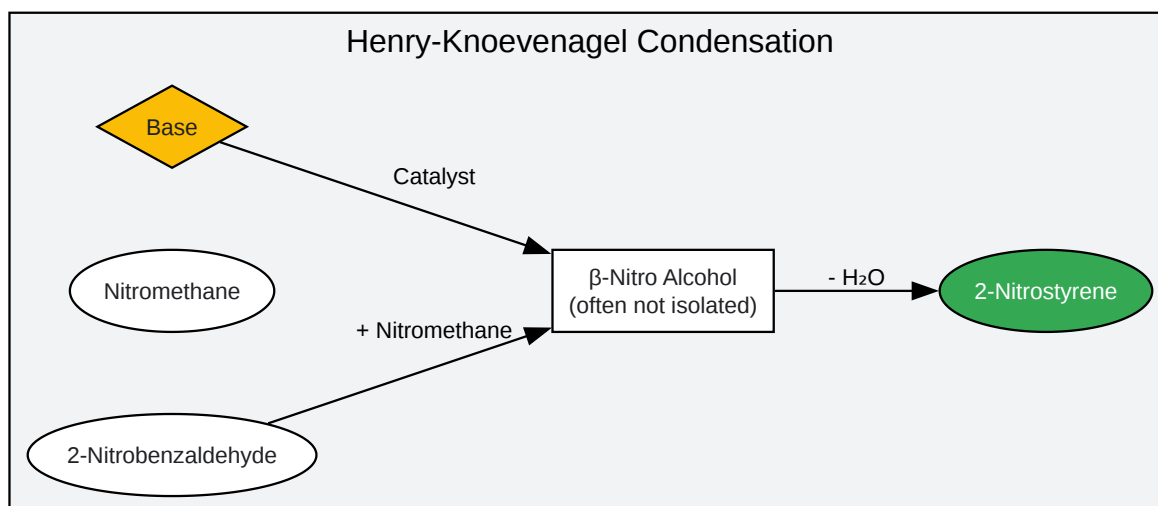 Henry-Knoevenagel Condensation
Base
Catalyst
Nitromethane
β-Nitro Alcohol
(often not isolated)
- H₂O
2-Nitrostyrene
+ Nitromethane
2-Nitrobenzaldehyde